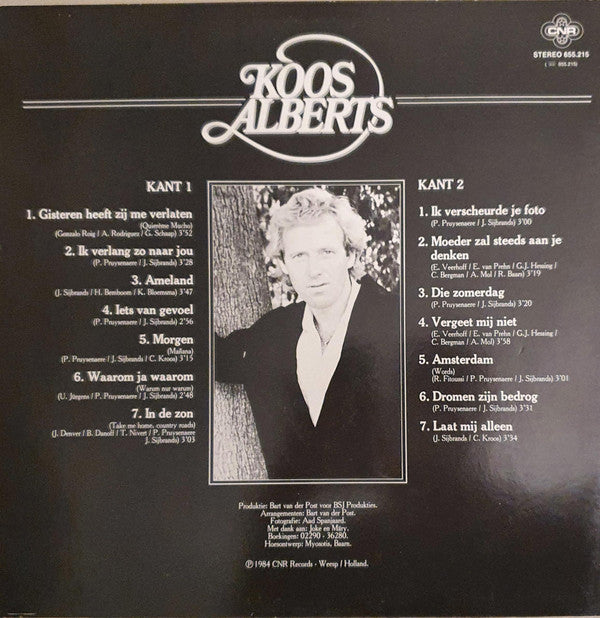 CNR
STEREO 655.215
655.215)
KOOS
ALBERTS
KANT 1
1. Gisteren heeft zij me verlaten
(Quiereme Mucho)
(Gonzalo Roig / A. Rodriguez / G. Schaap) 3'52
2. Ik verlang zo naar jou
(P. Pruysenaere / J. Sijbrands) 3'28
3. Ameland
(J. Sijbrands / H. Bernhoorn / K. Bloemsma) 3'47
4. Iets van gevoel
(P. Pruysenaere / J. Sijbrands) 2'56
5. Morgen
(Mañana)
(P. Pruysenaere / J. Sijbrands / C. Kroos) 3'15
6. Waarom ja waarom
(Warum nur warum)
(U. Jürgens / P. Pruysenaere / J. Sijbrands) 2'48
7. In de zon
(Take me home, country roads)
(J. Denver / B. Danoff / T. Nivert / P. Pruysenaere
J. Sijbrands) 3'03
KANT 2
1. Ik verscheurde je foto
(P. Pruysenaere / J. Sijbrands) 3'00
2. Moeder zal steeds aan je
denken
(E. Veerhoff / E. van Prehn / G.J. Hessing /
C. Bergman / A. Mol / R. Baars) 3'19
3. Die zomerdag
(P. Pruysenaere / J. Sijbrands) 3'20
4. Vergeet mij niet
(E. Veerhoff / E. van Prehn / G.J. Hessing /
C. Bergman / A. Mol) 3'58
5. Amsterdam
(Words)
(R. Fitoussi / P. Pruysenaere / J. Sijbrands) 3'01
6. Dromen zijn bedrog
(P. Pruysenaere / J. Sijbrands) 3'31
7. Laat mij alleen
(J. Sijbrands / C. Kroos) 3'34
Produktie: Bart van der Post voor BSJ Produkties.
Arrangementen: Bart van der Post.
Fotografie: Aad Spanjaard.
Met dank aan: Joke en Mary.
Boekingen: 02290 - 36280.
Hoesontwerp: Myosotis, Baarn.
Ⓟ 1984 CNR Records - Weesp / Holland.